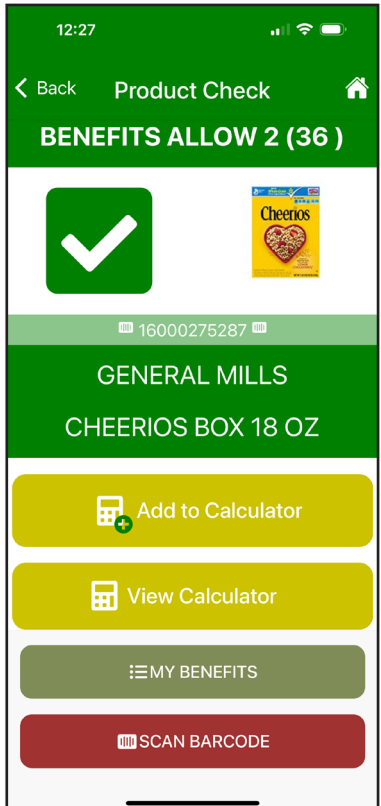 12:27
Back Product Check
BENEFITS ALLOW 2 (36 )
Cheerios
16000275287
GENERAL MILLS
CHEERIOS BOX 18 OZ
Add to Calculator
View Calculator
MY BENEFITS
SCAN BARCODE